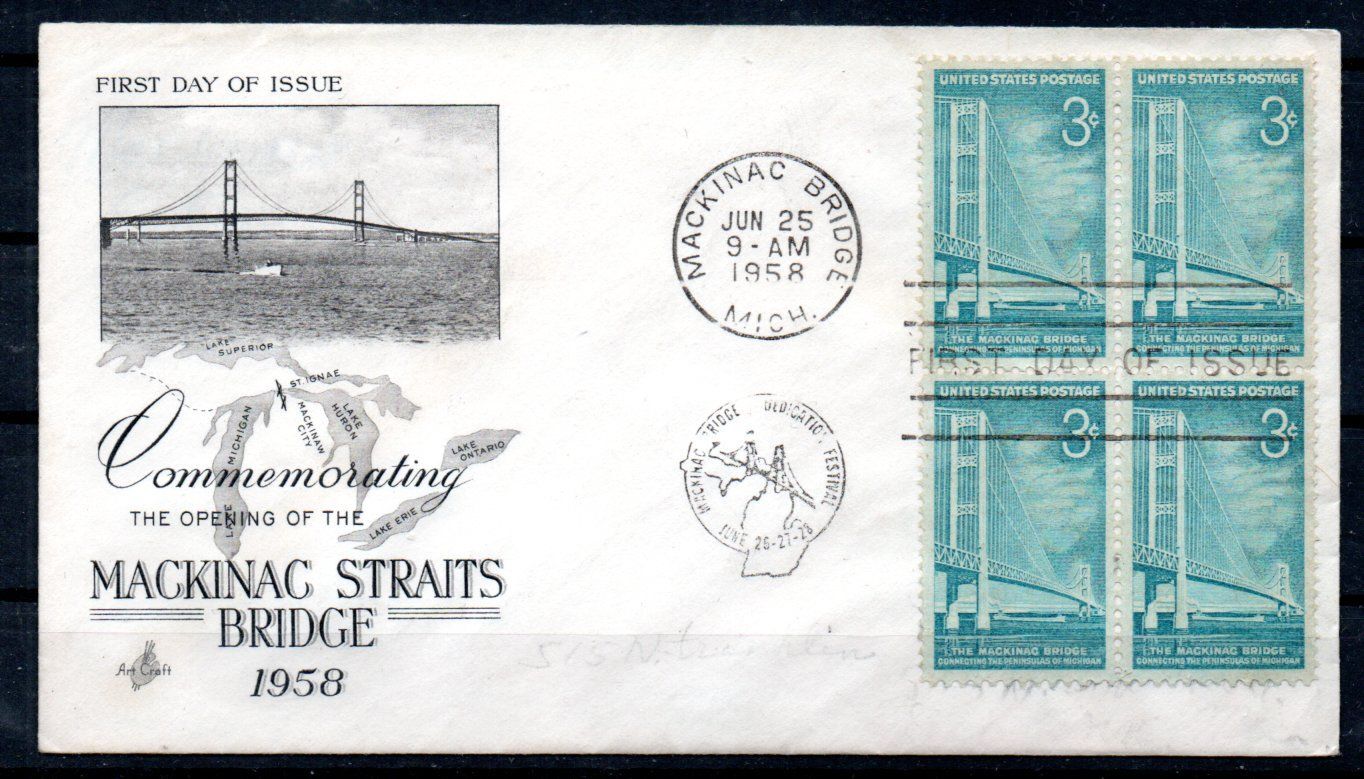 FIRST DAY OF ISSUE
LAKE SUPERIOR
ST. IGNAE
MACKINAW CITY
LAKE HURON
LAKE MICHIGAN
LAKE ONTARIO
LAKE ERIE
Commemorating
THE OPENING OF THE
MACKINAC STRAITS
BRIDGE
1958
Art Craft
MACKINAC BRIDGE
JUN 25
9-AM
1958
MICH.
MACKINAC BRIDGE DEDICATION FESTIVAL
JUNE 26-27-28
515 N.
UNITED STATES POSTAGE
3¢
THE MACKINAC BRIDGE
CONNECTING THE PENINSULAS OF MICHIGAN
UNITED STATES POSTAGE
3¢
THE MACKINAC BRIDGE
CONNECTING THE PENINSULAS OF MICHIGAN
FIRST DAY OF ISSUE
UNITED STATES POSTAGE
3¢
THE MACKINAC BRIDGE
CONNECTING THE PENINSULAS OF MICHIGAN
UNITED STATES POSTAGE
3¢
THE MACKINAC BRIDGE
CONNECTING THE PENINSULAS OF MICHIGAN